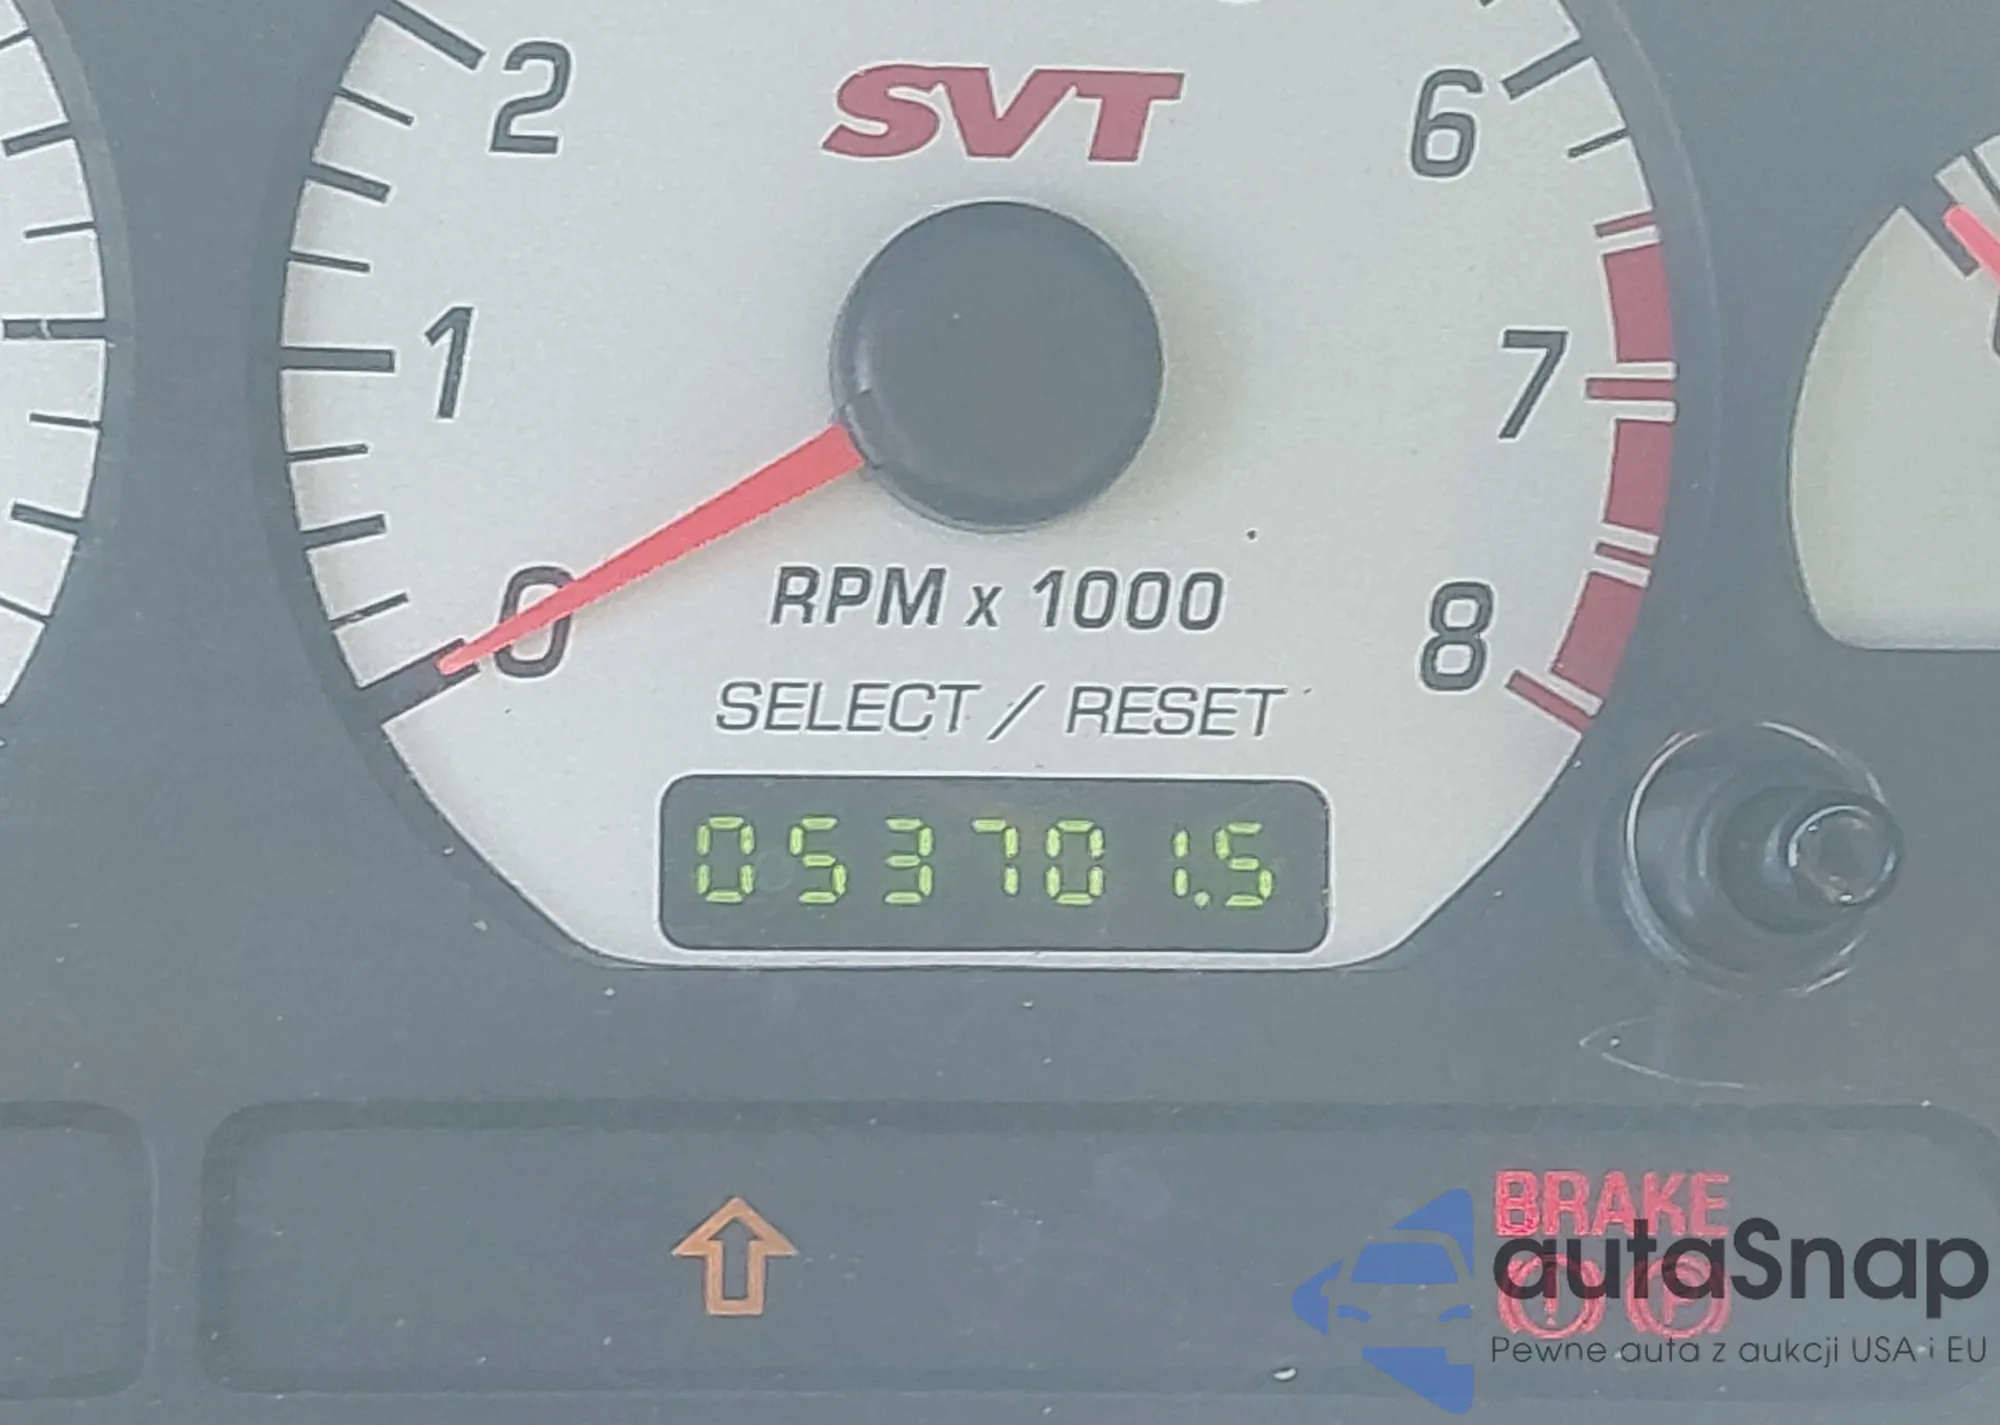 SVT
2
6
1
7
0
8
RPM x 1000
SELECT / RESET
053701.5
BRAKE
autaSnap
Pewne auta z aukcji USA i EU